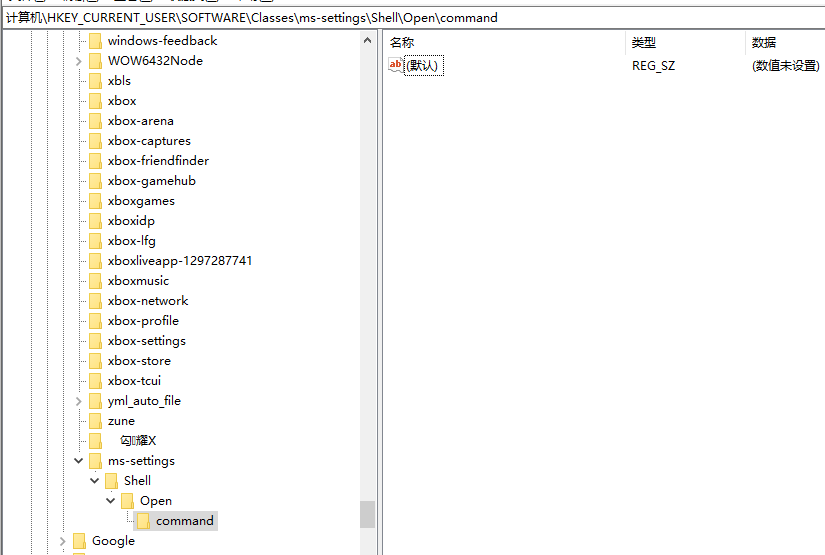 计算机\HKEY_CURRENT_USER\SOFTWARE\Classes\ms-settings\Shell\Open\command
windows-feedback
WOW6432Node
xbls
xbox
xbox-arena
xbox-captures
xbox-friendfinder
xbox-gamehub
xboxgames
xboxidp
xbox-lfg
xboxliveapp-1297287741
xboxmusic
xbox-network
xbox-profile
xbox-settings
xbox-store
xbox-tcui
yml_auto_file
zune
ms-settings
Shell
Open
command
Google
名称 类型 数据
ab (默认) REG_SZ (数值未设置)